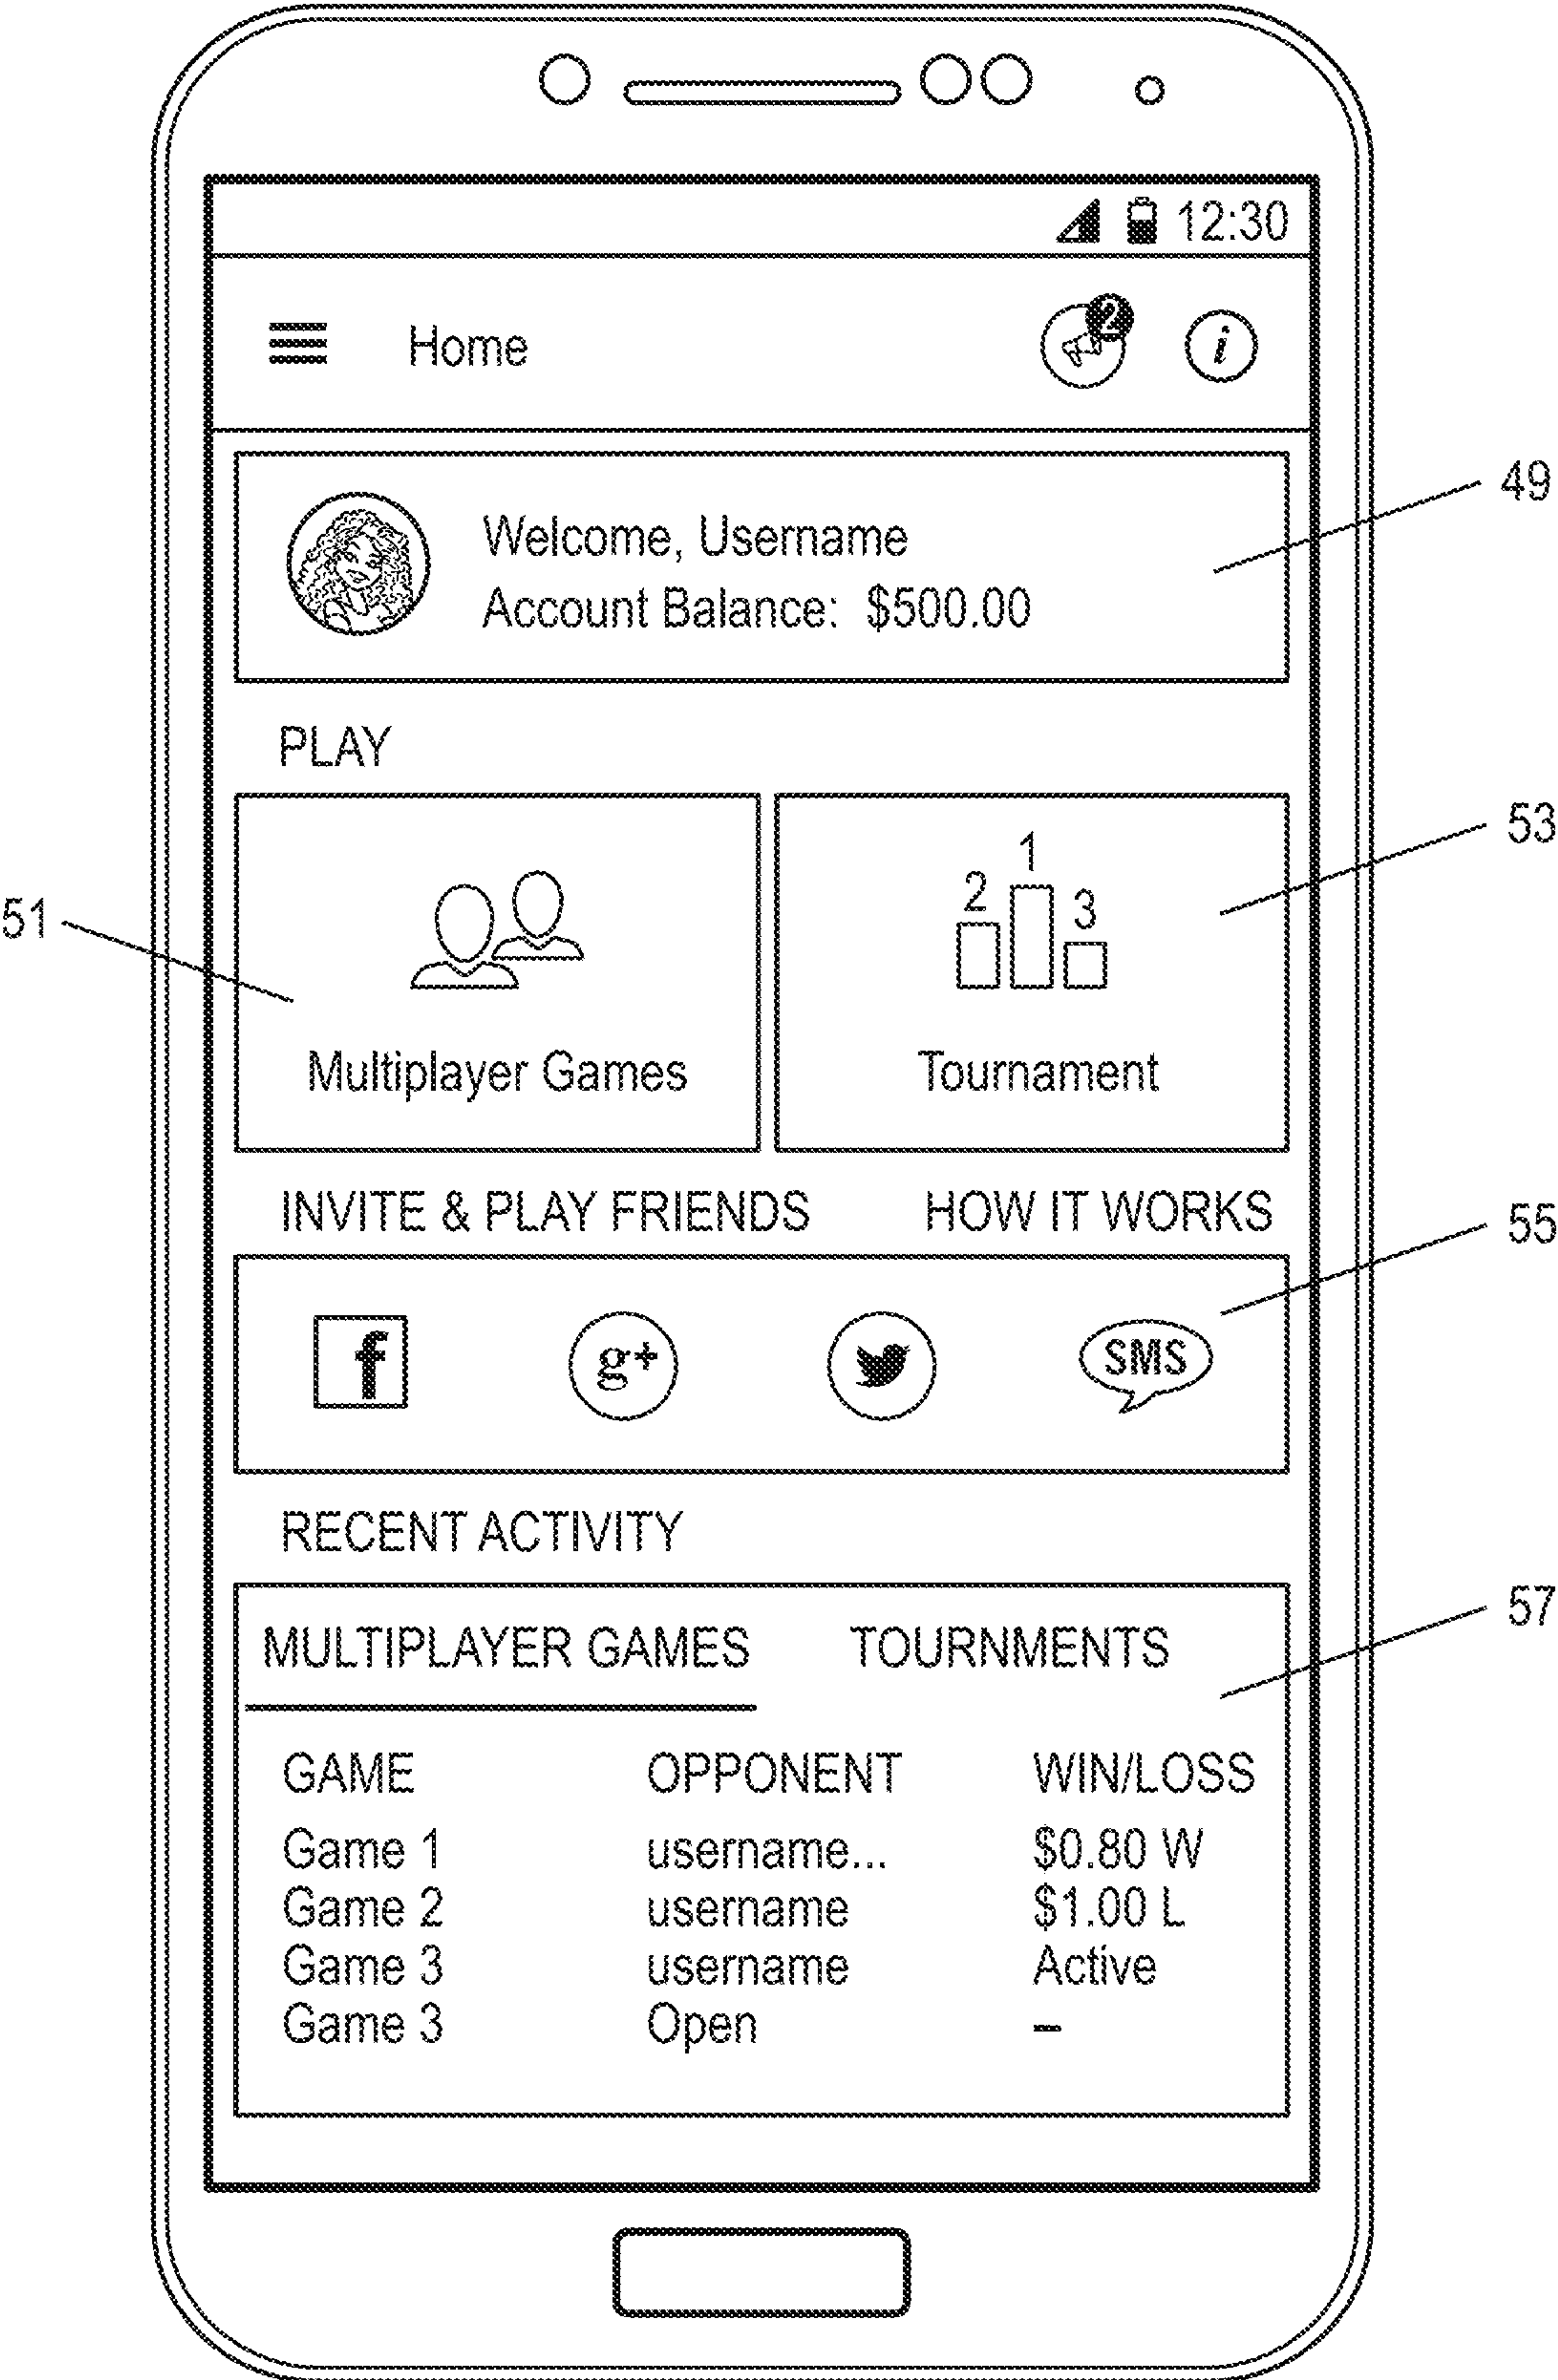 12:30
Home
2
i
49
Welcome, Username
Account Balance: $500.00
PLAY
53
1
2
3
51
Multiplayer Games
Tournament
INVITE & PLAY FRIENDS
HOW IT WORKS
55
f
g+
SMS
RECENT ACTIVITY
57
MULTIPLAYER GAMES
TOURNMENTS
GAME OPPONENT WIN/LOSS
Game 1 username... $0.80 W
Game 2 username $1.00 L
Game 3 username Active
Game 3 Open –